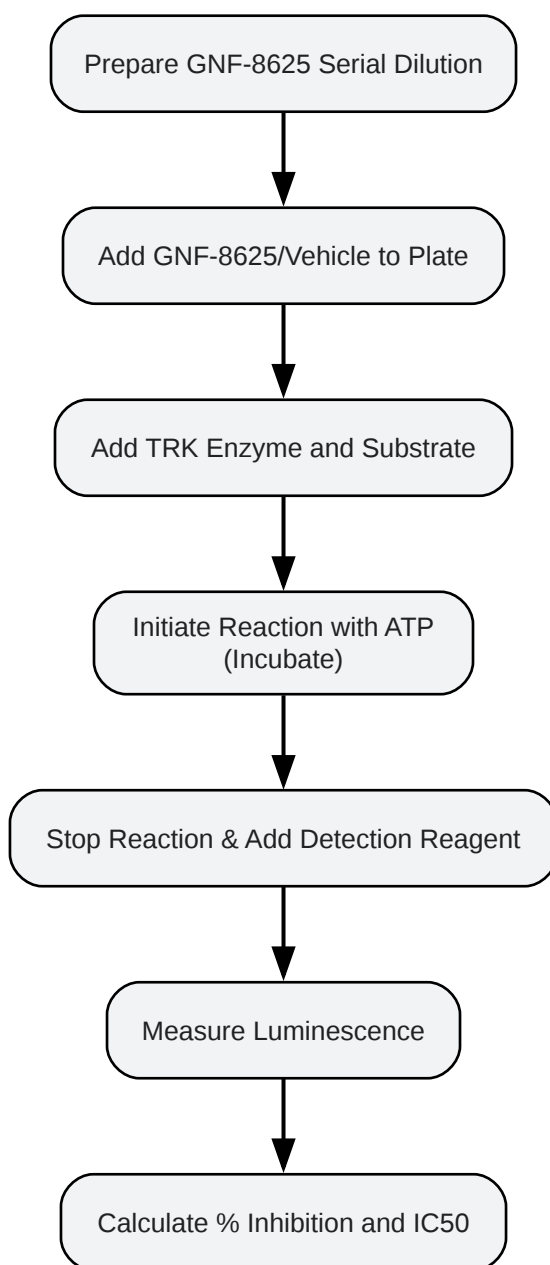 Prepare GNF-8625 Serial Dilution
Add GNF-8625/Vehicle to Plate
Add TRK Enzyme and Substrate
Initiate Reaction with ATP
(Incubate)
Stop Reaction & Add Detection Reagent
Measure Luminescence
Calculate % Inhibition and IC50